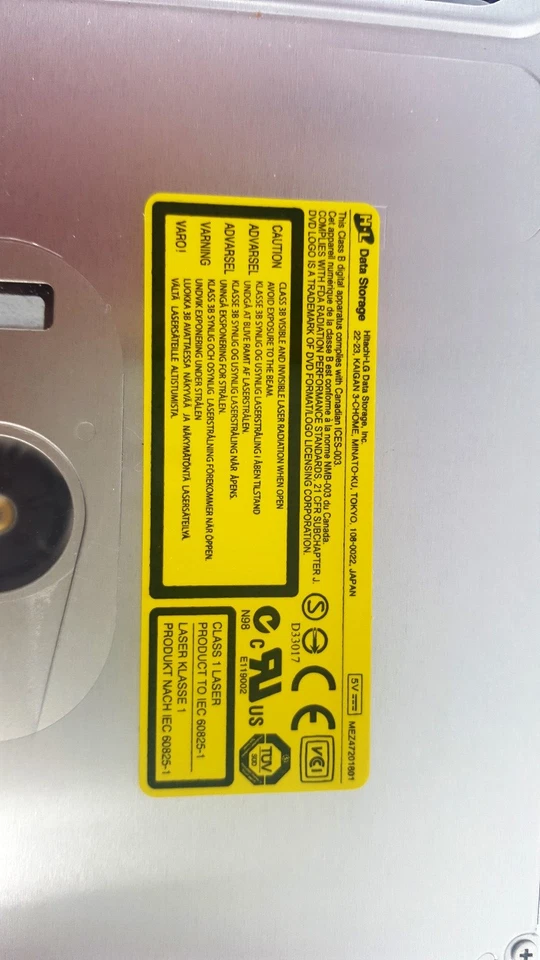 H·L Data Storage
Hitachi-LG Data Storage, Inc.
22-23, KAIGAN 3-CHOME, MINATO-KU, TOKYO, 108-0022, JAPAN
5V
MEZ47201801
This Class B digital apparatus complies with Canadian ICES-003.
Cet appareil numérique de la classe B est conforme à la norme NMB-003 du Canada.
COMPLIES WITH FDA RADIATION PERFORMANCE STANDARDS, 21 CFR SUBCHAPTER J.
DVD LOGO IS A TRADEMARK OF DVD FORMAT/LOGO LICENSING CORPORATION.
CAUTION CLASS 3B VISIBLE AND INVISIBLE LASER RADIATION WHEN OPEN
AVOID EXPOSURE TO THE BEAM.
ADVARSEL KLASSE 3B SYNLIG OG USYNLIG LASERSTRÅLING I ÅBEN TILSTAND
UNDGÅ AT BLIVE RAMT AF LASERSTRÅLEN.
ADVARSEL KLASSE 3B SYNLIG OG USYNLIG LASERSTRÅLING NÅR ÅPENS.
UNNGÅ EKSPONERING FOR STRÅLEN.
VARNING KLASS 3B SYNLIG OCH OSYNLIG LASERSTRÅLNING FÖREKOMMER NÄR ÖPPEN.
UNDVIK EXPONERING UNDER STRÅLEN
VARO! LUOKKA 3B AVATTAESSA NÄKYVÄÄ JA NÄKYMÄTÖNTÄ LASERSÄTEILYÄ.
VÄLTÄ LASERSÄTEILLE ALTISTUMISTA.
S
D33017
CE
VCI
N98
c RU US
E119002
TÜV
SÜD
CLASS 1 LASER
PRODUCT TO IEC 60825-1
LASER KLASSE 1
PRODUKT NACH IEC 60825-1